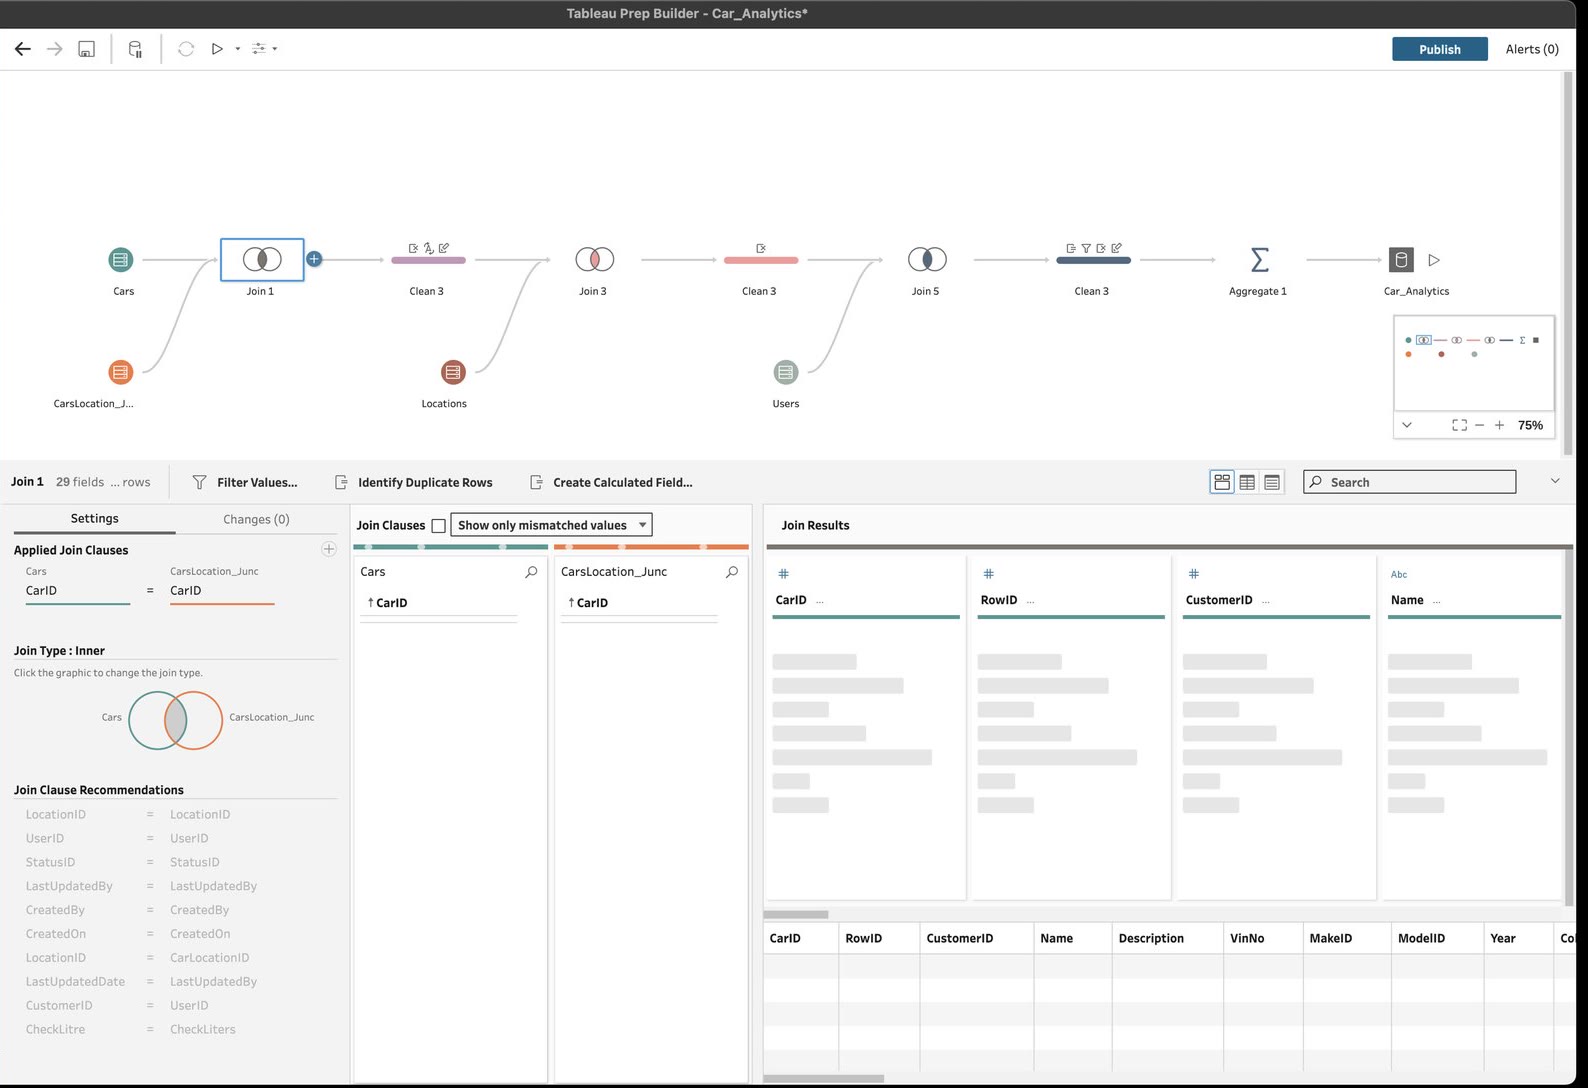 Tableau Prep Builder - Car_Analytics*
Publish
Alerts (0)
Cars
Join 1
Clean 3
Join 3
Clean 3
Join 5
Clean 3
Aggregate 1
Car_Analytics
CarsLocation_J...
Locations
Users
75%
Join 1 29 fields ... rows
Filter Values...
Identify Duplicate Rows
Create Calculated Field...
Search
Settings
Changes (0)
Applied Join Clauses
Cars CarsLocation_Junc
CarID = CarID
Join Type : Inner
Click the graphic to change the join type.
Cars CarsLocation_Junc
Join Clause Recommendations
LocationID = LocationID
UserID = UserID
StatusID = StatusID
LastUpdatedBy = LastUpdatedBy
CreatedBy = CreatedBy
CreatedOn = CreatedOn
LocationID = CarLocationID
LastUpdatedDate = LastUpdatedBy
CustomerID = UserID
CheckLitre = CheckLiters
Join Clauses
Show only mismatched values
Cars
CarID
CarsLocation_Junc
CarID
Join Results
# # # Abc
CarID ... RowID ... CustomerID ... Name ...
CarID RowID CustomerID Name Description VinNo MakeID ModelID Year Col